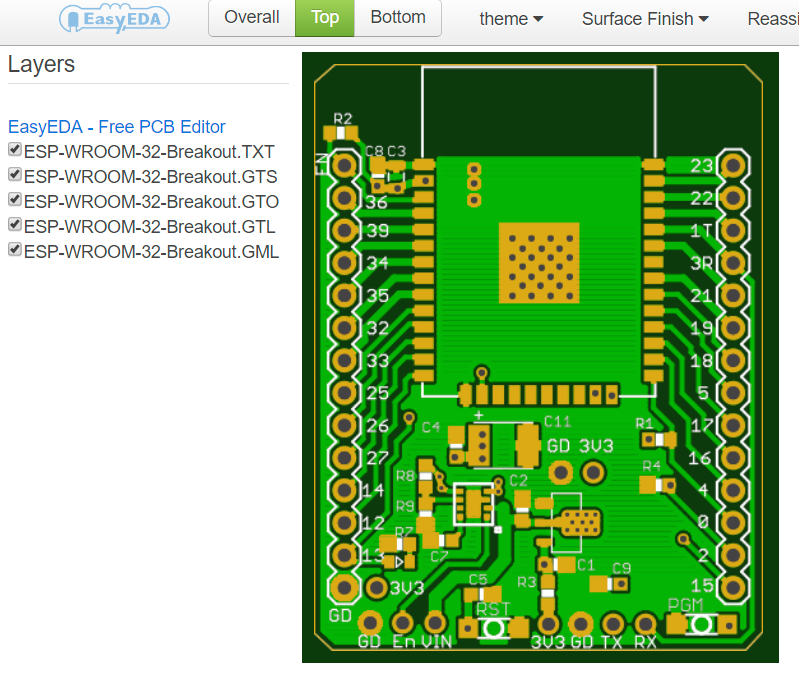 EasyEDA
Overall
Top
Bottom
theme
Surface Finish
Reassi
Layers
EasyEDA - Free PCB Editor
ESP-WROOM-32-Breakout.TXT
ESP-WROOM-32-Breakout.GTS
ESP-WROOM-32-Breakout.GTO
ESP-WROOM-32-Breakout.GTL
ESP-WROOM-32-Breakout.GML
R2
C8 C3
EN
23
36
22
39
1T
34
3R
35
21
32
19
33
18
25
5
+
C4
C11
26
R1
17
GD 3V3
27
16
R8
R4
14
C2
4
R9
12
0
R7
13
C7
2
C1
C9
3V3
C5
R3
15
GD
RST
PGM
GD En VIN
3V3 GD TX RX